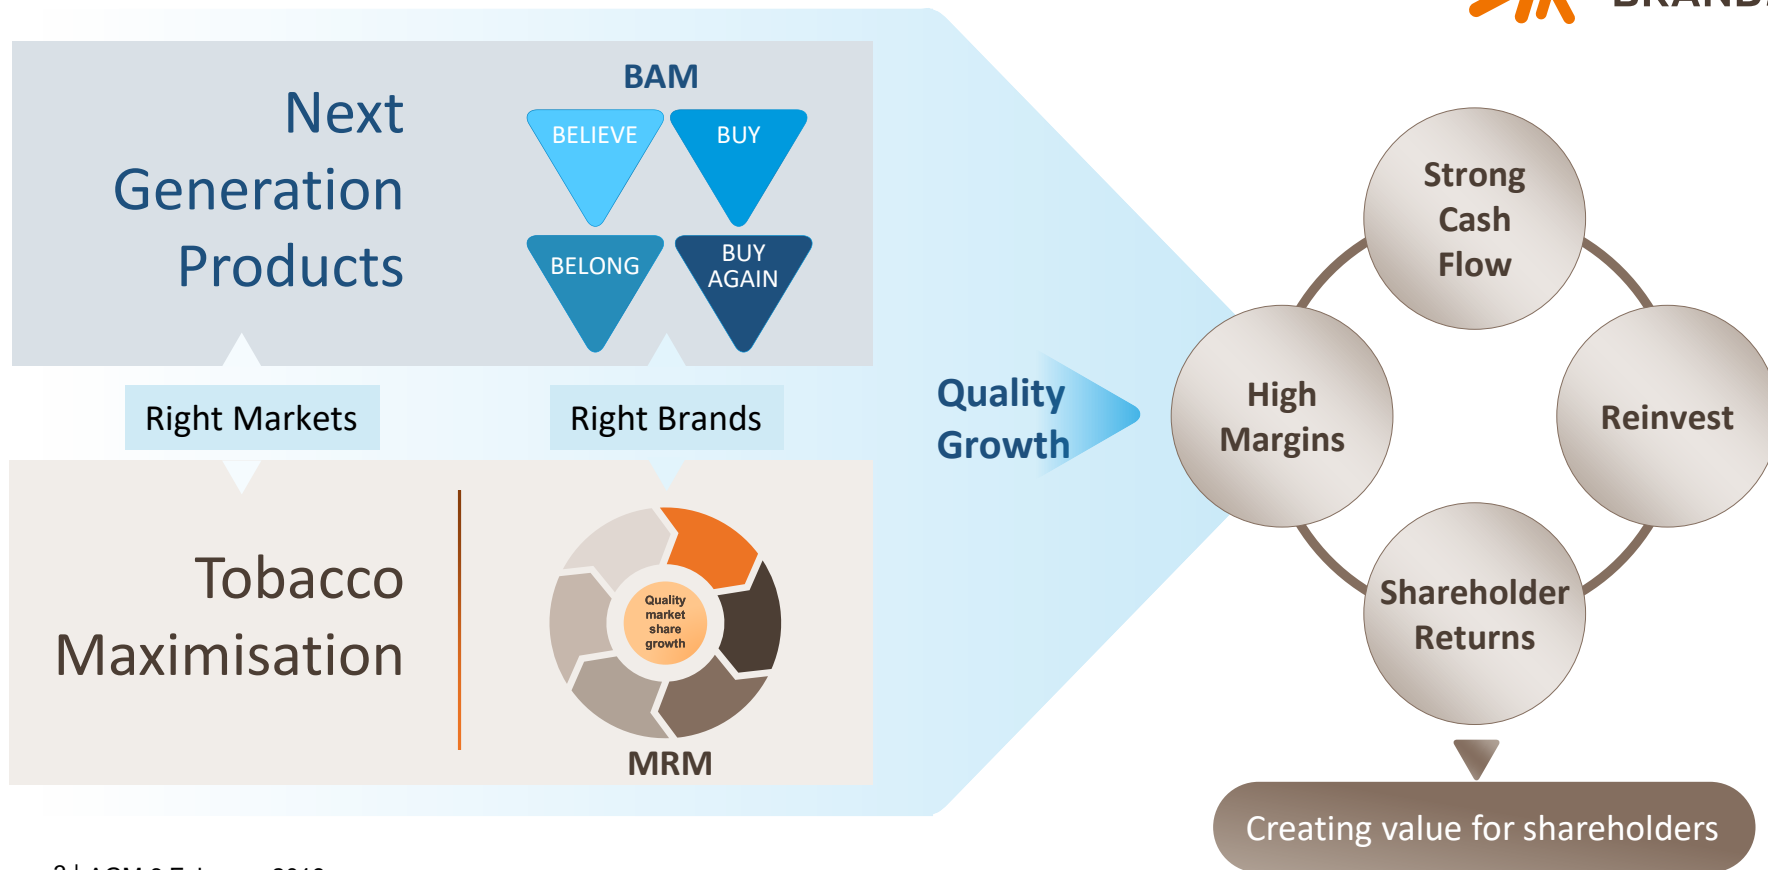 Next
Generation
Products
BAM
BELIEVE
BUY
BELONG
BUY
AGAIN
Right Markets
Right Brands
Tobacco
Maximisation
Quality
market
share
growth
MRM
Quality
Growth
Strong
Cash
Flow
High
Margins
Reinvest
Shareholder
Returns
Creating value for shareholders